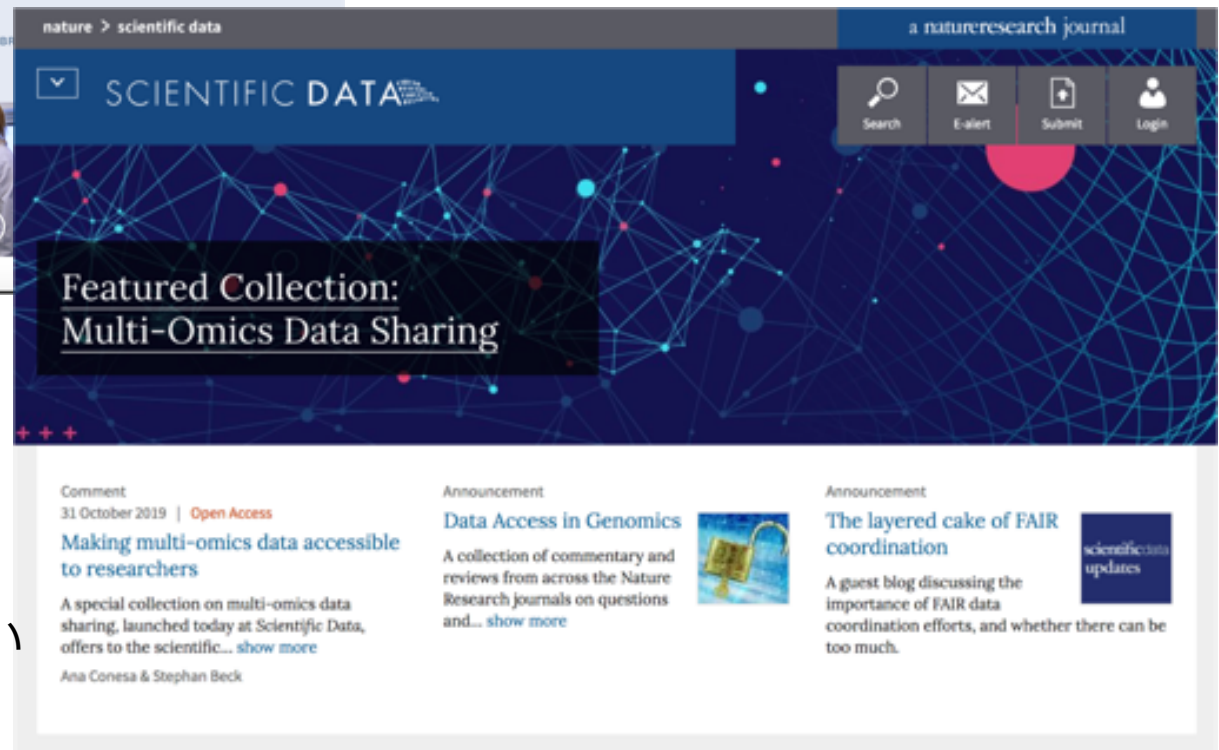 BR
nature > scientific data
a natureresearch journal
SCIENTIFIC DATA
Search
E-alert
Submit
Login
Featured Collection:
Multi-Omics Data Sharing
+ + +
Comment
31 October 2019 | Open Access
Making multi-omics data accessible
to researchers
A special collection on multi-omics data
sharing, launched today at Scientific Data,
offers to the scientific... show more
Ana Conesa & Stephan Beck
Announcement
Data Access in Genomics
A collection of commentary and
reviews from across the Nature
Research journals on questions
and... show more
Announcement
The layered cake of FAIR
coordination
A guest blog discussing the
importance of FAIR data
coordination efforts, and whether there can be
too much.
scientificdata
updates